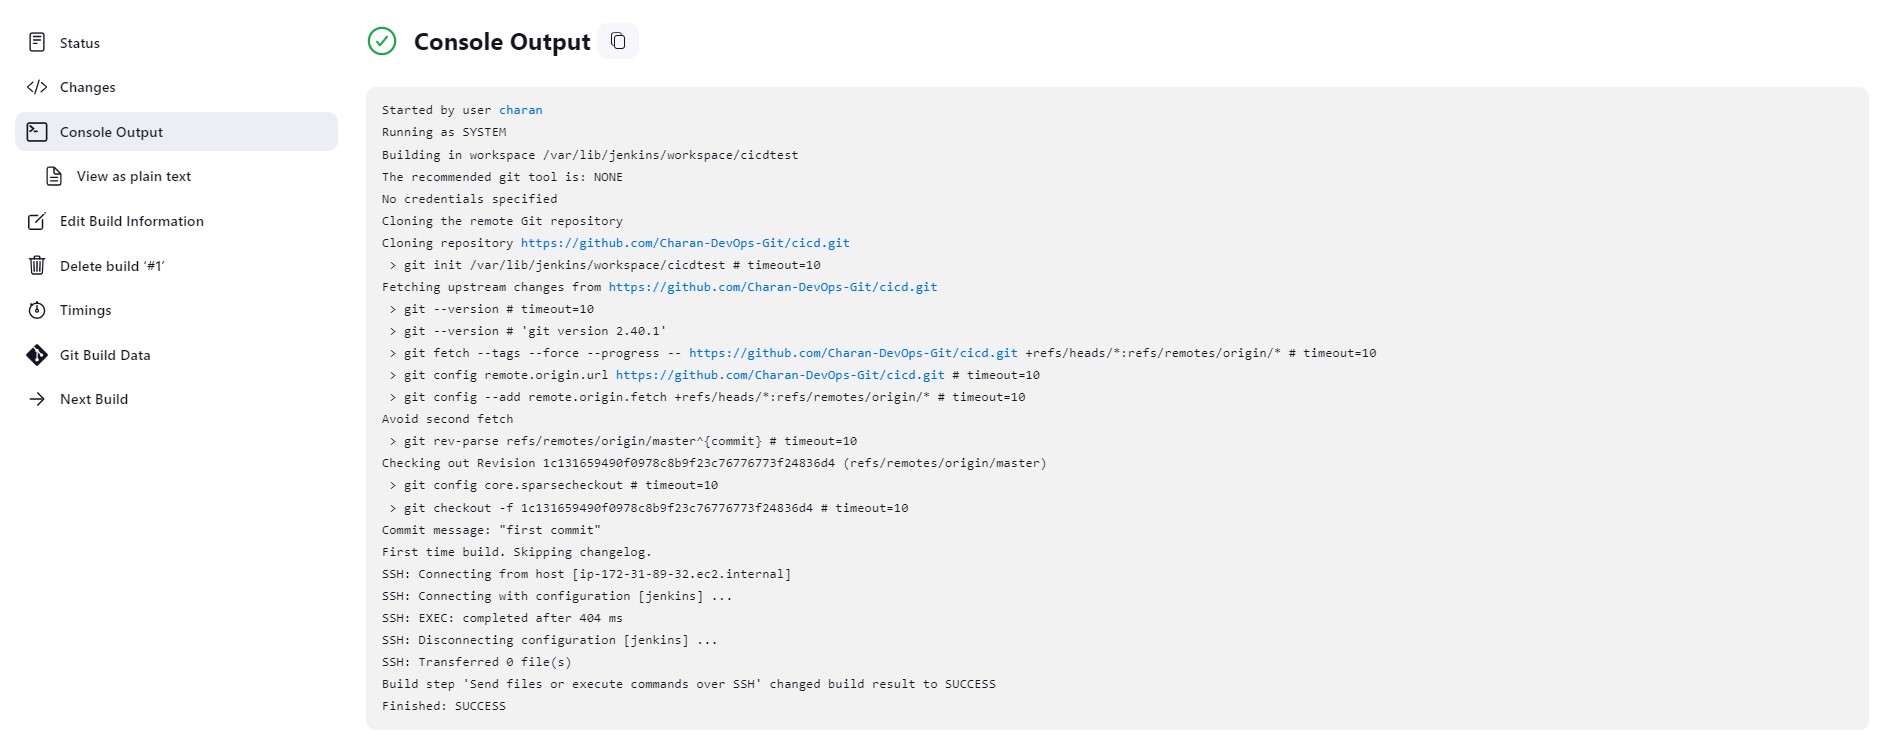 Status
Changes
Console Output
View as plain text
Edit Build Information
Delete build ‘#1’
Timings
Git Build Data
Next Build
Console Output
Started by user charan
Running as SYSTEM
Building in workspace /var/lib/jenkins/workspace/cicdtest
The recommended git tool is: NONE
No credentials specified
Cloning the remote Git repository
Cloning repository https://github.com/Charan-DevOps-Git/cicd.git
 > git init /var/lib/jenkins/workspace/cicdtest # timeout=10
Fetching upstream changes from https://github.com/Charan-DevOps-Git/cicd.git
 > git --version # timeout=10
 > git --version # 'git version 2.40.1'
 > git fetch --tags --force --progress -- https://github.com/Charan-DevOps-Git/cicd.git +refs/heads/*:refs/remotes/origin/* # timeout=10
 > git config remote.origin.url https://github.com/Charan-DevOps-Git/cicd.git # timeout=10
 > git config --add remote.origin.fetch +refs/heads/*:refs/remotes/origin/* # timeout=10
Avoid second fetch
 > git rev-parse refs/remotes/origin/master^{commit} # timeout=10
Checking out Revision 1c131659490f0978c8b9f23c76776773f24836d4 (refs/remotes/origin/master)
 > git config core.sparsecheckout # timeout=10
 > git checkout -f 1c131659490f0978c8b9f23c76776773f24836d4 # timeout=10
Commit message: "first commit"
First time build. Skipping changelog.
SSH: Connecting from host [ip-172-31-89-32.ec2.internal]
SSH: Connecting with configuration [jenkins] ...
SSH: EXEC: completed after 404 ms
SSH: Disconnecting configuration [jenkins] ...
SSH: Transferred 0 file(s)
Build step 'Send files or execute commands over SSH' changed build result to SUCCESS
Finished: SUCCESS